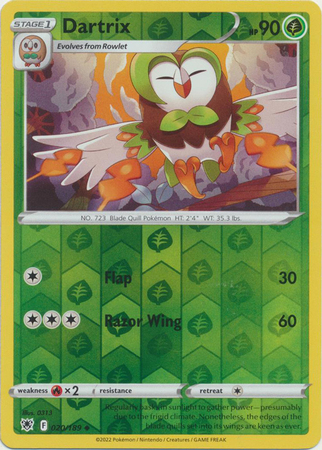 STAGE 1
Dartrix
HP 90
Evolves from Rowlet
NO. 723 Blade Quill Pokémon HT: 2'4" WT: 35.3 lbs.
Flap 30
Razor Wing 60
weakness ×2 resistance retreat
Illus. 0313
F 020/189 ◆
Regularly basks in sunlight to gather power—presumably due to the frigid climate. Nonetheless, the edges of the blade quills on its wings are keen as ever.
©2022 Pokémon / Nintendo / Creatures / GAME FREAK